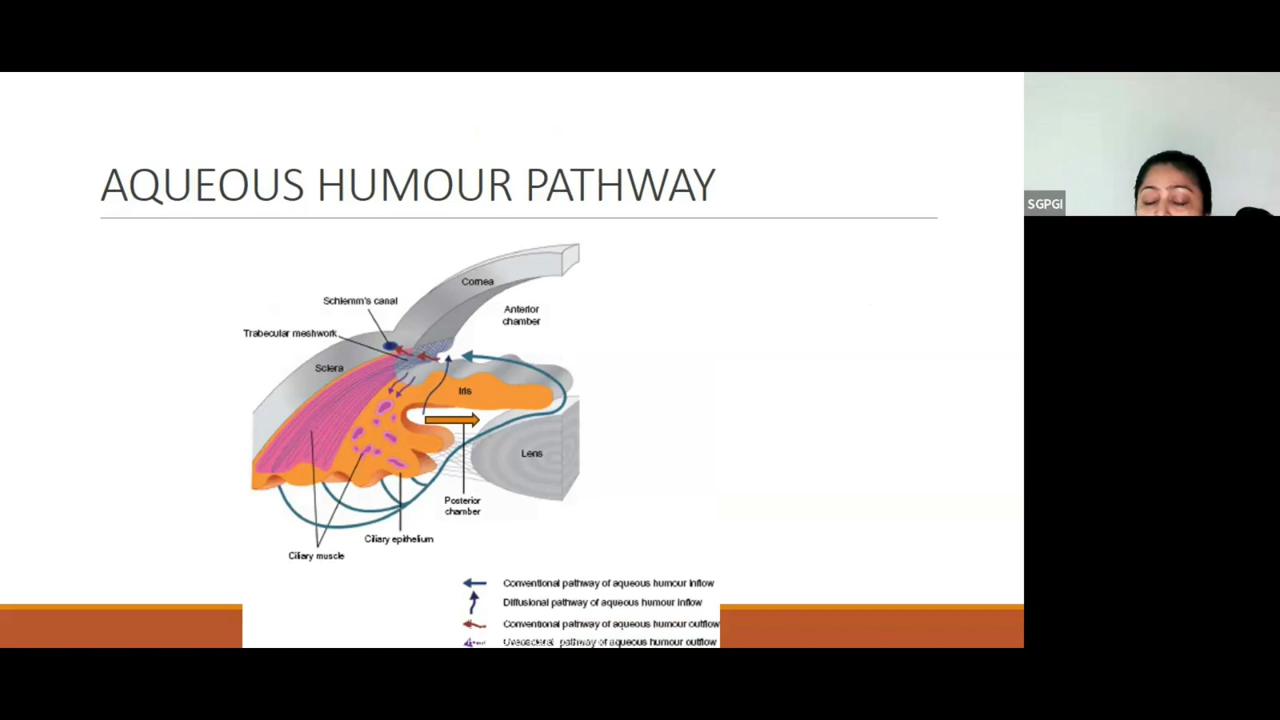 AQUEOUS HUMOUR PATHWAY
SGPGI
Cornea
Schlemm's canal
Anterior
chamber
Trabecular meshwork
Sclera
Iris
Lens
Posterior
chamber
Ciliary epithelium
Ciliary muscle
Conventional pathway of aqueous humour inflow
Diffusional pathway of aqueous humour inflow
Conventional pathway of aqueous humour outflow
Uveoscleral pathway of aqueous humour outflow